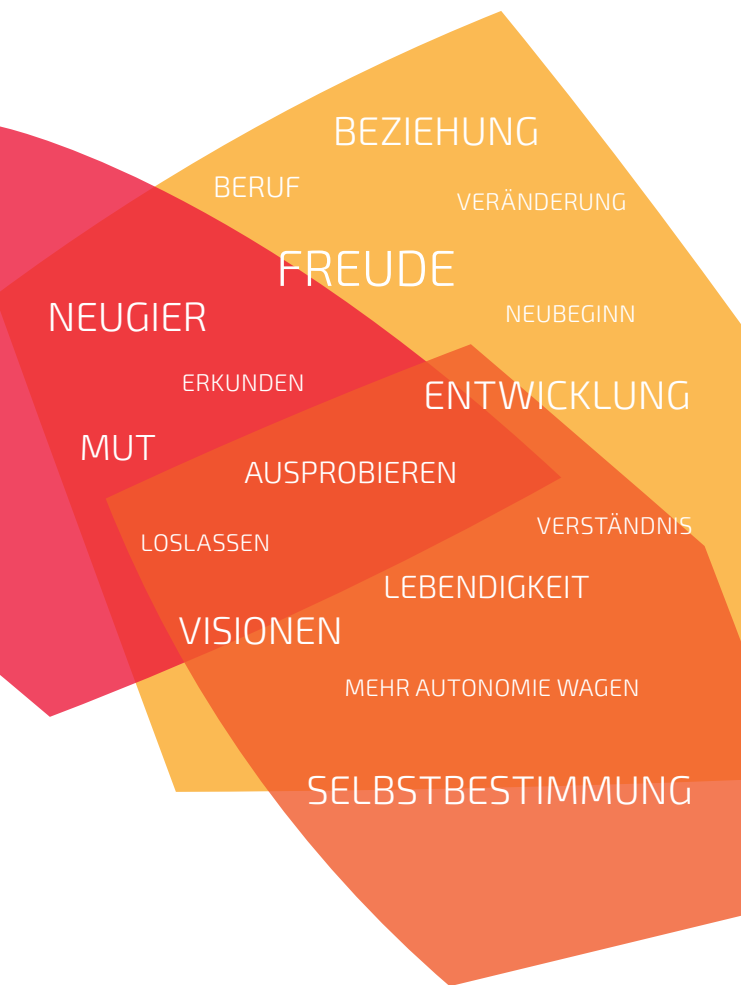 BEZIEHUNG
BERUF
VERÄNDERUNG
FREUDE
NEUGIER
NEUBEGINN
ERKUNDEN
ENTWICKLUNG
MUT
AUSPROBIEREN
VERSTÄNDNIS
LOSLASSEN
LEBENDIGKEIT
VISIONEN
MEHR AUTONOMIE WAGEN
SELBSTBESTIMMUNG